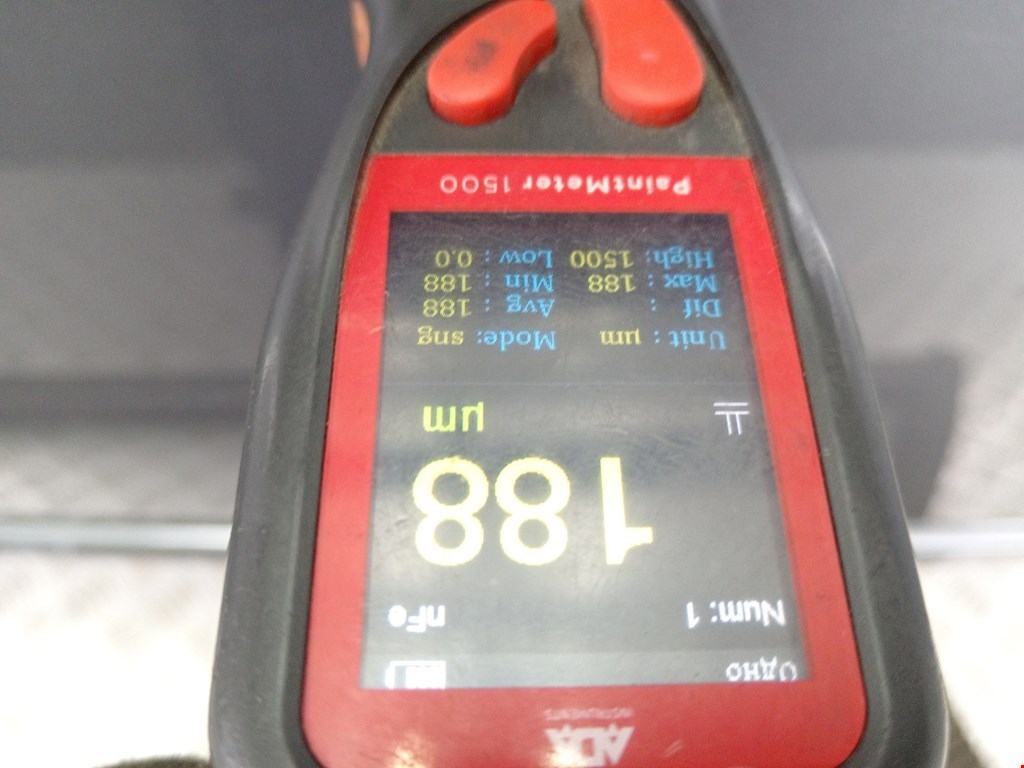 ADA
INSTRUMENTS
Одно
Num: 1 nFe
188
µm
Unit : µm Mode: sng
Dif : Avg : 188
Max : 188 Min : 188
High: 1500 Low : 0.0
PaintMeter 1500